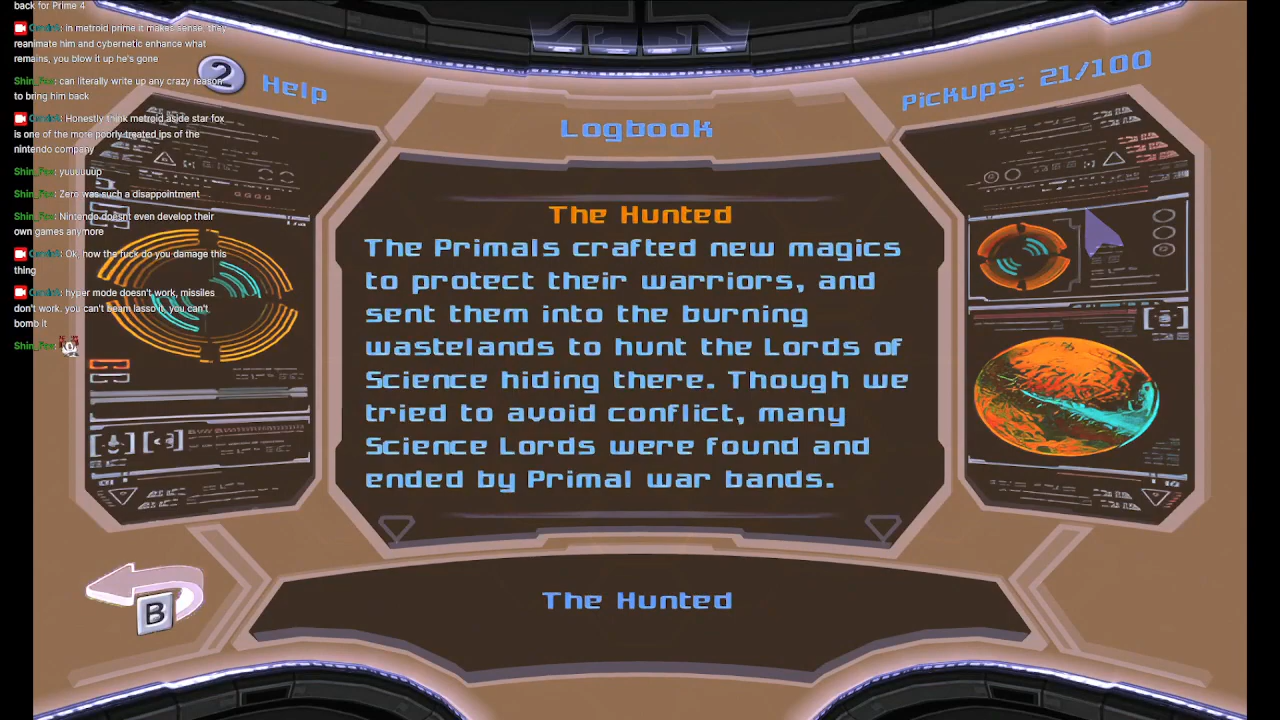 back for Prime 4
: in metroid prime it makes sense. they
reanimate him and cybernetic enhance what
remains, you blow it up he's gone
Shin_Fox: can literally write up any crazy reason
to bring him back
: Honestly think metroid aside star fox
is one of the more poorly treated ips of the
nintendo company
Shin_Fox: yuuuuuup
Shin_Fox: Zero was such a disappointment
Shin_Fox: Nintendo doesnt even develop their
own games anymore
: Ok, how the fuck do you damage this
thing
: hyper mode doesn't work, missiles
don't work. you can't beam lasso it, you can't
bomb it
Shin_Fox:
? Help
Pickups: 21/100
Logbook
The Hunted
The Primals crafted new magics
to protect their warriors, and
sent them into the burning
wastelands to hunt the Lords of
Science hiding there. Though we
tried to avoid conflict, many
Science Lords were found and
ended by Primal war bands.
B
The Hunted